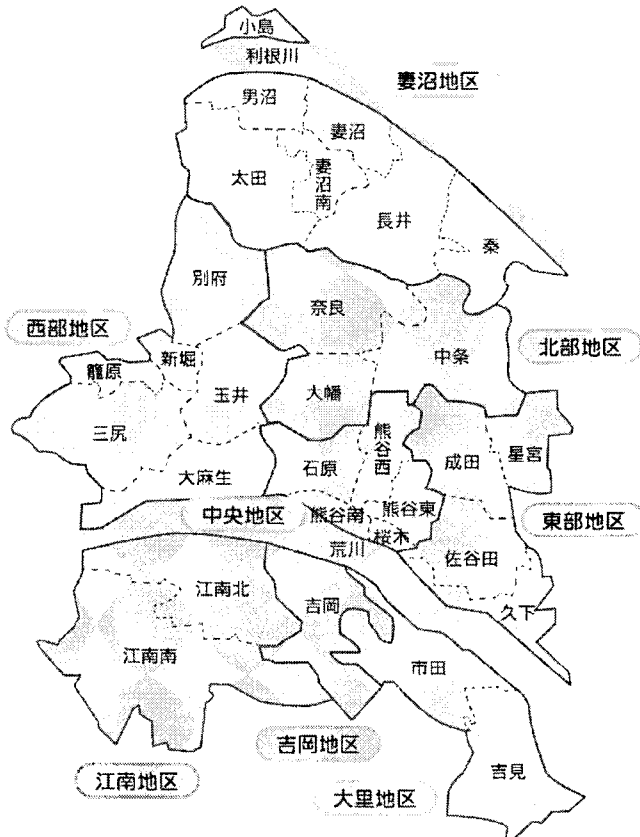 小島
利根川
妻沼地区
男沼
妻沼
太田
妻沼南
長井
秦
別府
奈良
西部地区
新堀
籠原
中条
北部地区
玉井
大幡
三尻
熊谷西
星宮
成田
石原
大麻生
中央地区
熊谷南
熊谷東
東部地区
桜木
荒川
佐谷田
江南北
吉岡
久下
江南南
市田
吉岡地区
吉見
江南地区
大里地区